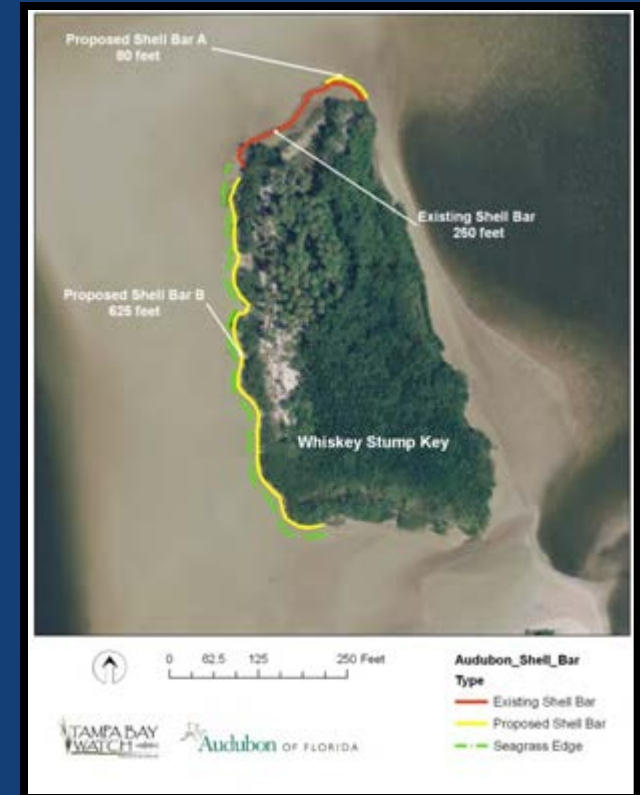 Proposed Shell Bar A
80 feet
Existing Shell Bar
250 feet
Proposed Shell Bar B
625 feet
Whiskey Stump Key
0 62.5 125 250 Feet
Audubon_Shell_Bar
Type
Existing Shell Bar
Proposed Shell Bar
Seagrass Edge
TAMPA BAY
WATCH
Audubon OF FLORIDA